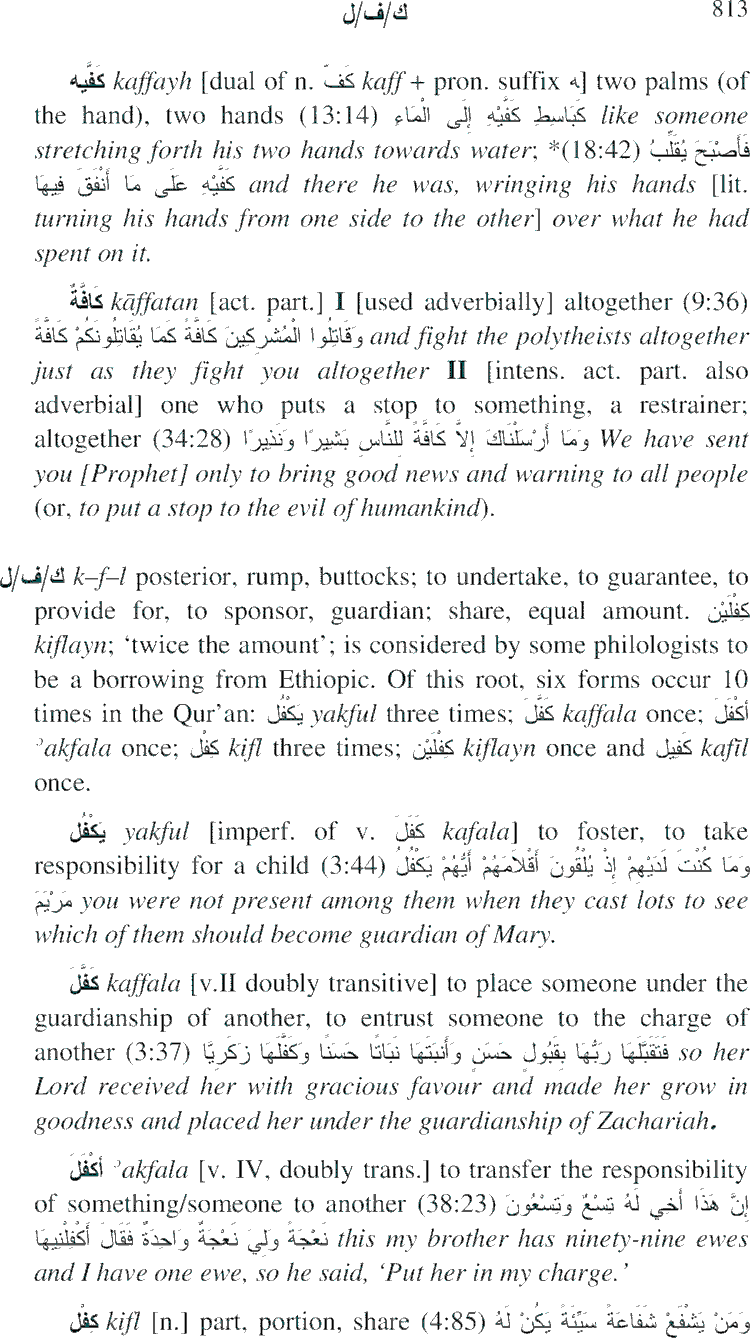 ك/ف/ل 813
كَفَّيه kaffayh [dual of n. كَفّ kaff + pron. suffix ه] two palms (of
the hand), two hands (13:14) كَبَاسِطِ كَفَّيْهِ إِلَى الْمَاءِ like someone
stretching forth his two hands towards water; *(18:42) فَأَصْبَحَ يُقَلِّبُ
كَفَّيْهِ عَلَى مَا أَنْفَقَ فِيهَا and there he was, wringing his hands [lit.
turning his hands from one side to the other] over what he had
spent on it.
كَافَّةً kāffatan [act. part.] I [used adverbially] altogether (9:36)
وَقَاتِلُوا الْمُشْرِكِينَ كَافَّةً كَمَا يُقَاتِلُونَكُمْ كَافَّةً and fight the polytheists altogether
just as they fight you altogether II [intens. act. part. also
adverbial] one who puts a stop to something, a restrainer;
altogether (34:28) وَمَا أَرْسَلْنَاكَ إِلاَّ كَافَّةً لِلنَّاسِ بَشِيرًا وَنَذِيرًا We have sent
you [Prophet] only to bring good news and warning to all people
(or, to put a stop to the evil of humankind).
ك/ف/ل k–f–l posterior, rump, buttocks; to undertake, to guarantee, to
provide for, to sponsor, guardian; share, equal amount. كِفْلَيْن
kiflayn; ‘twice the amount’; is considered by some philologists to
be a borrowing from Ethiopic. Of this root, six forms occur 10
times in the Qur’an: يَكْفُل yakful three times; كَفَّلَ kaffala once; أَكْفَلَ
ʾakfala once; كِفْل kifl three times; كِفْلَيْن kiflayn once and كَفِيل kafīl
once.
يَكْفُل yakful [imperf. of v. كَفَلَ kafala] to foster, to take
responsibility for a child (3:44) وَمَا كُنْتَ لَدَيْهِمْ إِذْ يُلْقُونَ أَقْلَامَهُمْ أَيُّهُمْ يَكْفُلُ
مَرْيَمَ you were not present among them when they cast lots to see
which of them should become guardian of Mary.
كَفَّلَ kaffala [v.II doubly transitive] to place someone under the
guardianship of another, to entrust someone to the charge of
another (3:37) فَتَقَبَّلَهَا رَبُّهَا بِقَبُولٍ حَسَنٍ وَأَنْبَتَهَا نَبَاتًا حَسَنًا وَكَفَّلَهَا زَكَرِيَّا so her
Lord received her with gracious favour and made her grow in
goodness and placed her under the guardianship of Zachariah.
أَكْفَلَ ʾakfala [v. IV, doubly trans.] to transfer the responsibility
of something/someone to another (38:23) إِنَّ هَذَا أَخِي لَهُ تِسْعٌ وَتِسْعُونَ
نَعْجَةً وَلِيَ نَعْجَةٌ وَاحِدَةٌ فَقَالَ أَكْفِلْنِيهَا this my brother has ninety-nine ewes
and I have one ewe, so he said, ‘Put her in my charge.’
كِفْل kifl [n.] part, portion, share (4:85) وَمَنْ يَشْفَعْ شَفَاعَةً سَيِّئَةً يَكُنْ لَهُ